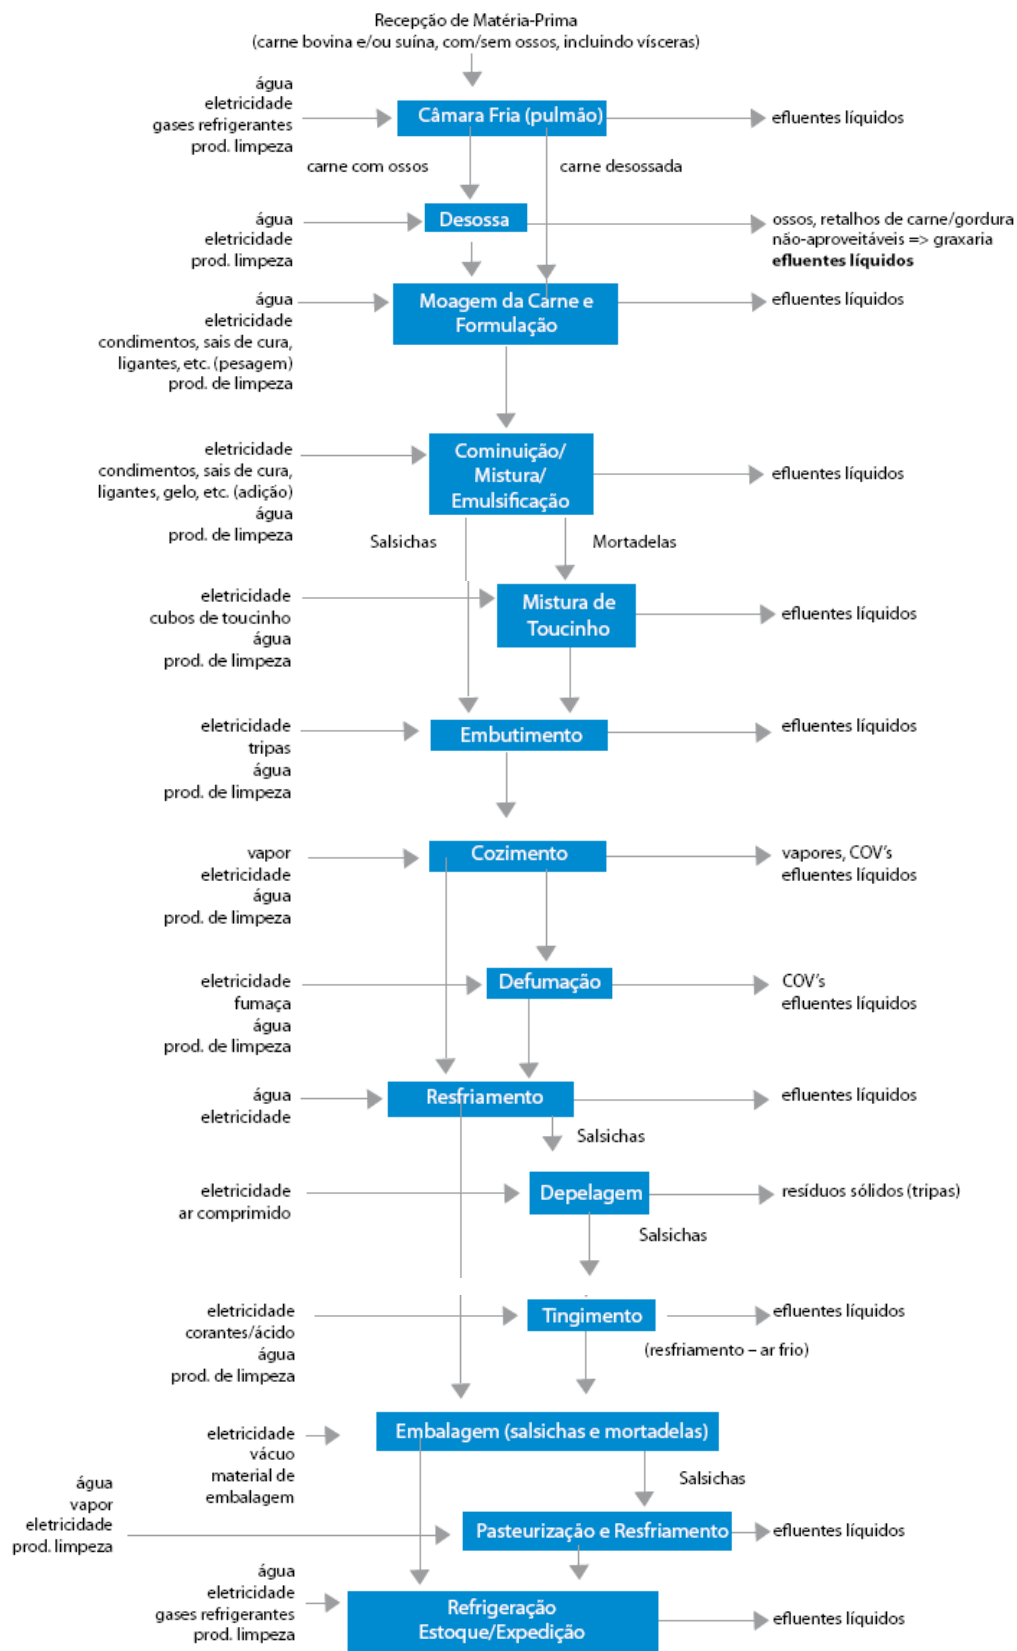 Recepção de Matéria-Prima
(carne bovina e/ou suína, com/sem ossos, incluindo vísceras)
água
eletricidade
gases refrigerantes
prod. limpeza
Câmara Fria (pulmão)
efluentes líquidos
carne com ossos
carne desossada
água
eletricidade
prod. limpeza
Desossa
ossos, retalhos de carne/gordura
não-aproveitáveis => graxaria
efluentes líquidos
água
eletricidade
condimentos, sais de cura,
ligantes, etc. (pesagem)
prod. de limpeza
Moagem da Carne e
Formulação
efluentes líquidos
eletricidade
condimentos, sais de cura,
ligantes, gelo, etc. (adição)
água
prod. de limpeza
Cominuição/
Mistura/
Emulsificação
efluentes líquidos
Salsichas
Mortadelas
eletricidade
cubos de toucinho
água
prod. de limpeza
Mistura de
Toucinho
efluentes líquidos
eletricidade
tripas
água
prod. de limpeza
Embutimento
efluentes líquidos
vapor
eletricidade
água
prod. de limpeza
Cozimento
vapores, COV's
efluentes líquidos
eletricidade
fumaça
água
prod. de limpeza
Defumação
COV's
efluentes líquidos
água
eletricidade
Resfriamento
efluentes líquidos
Salsichas
eletricidade
ar comprimido
Depelagem
resíduos sólidos (tripas)
Salsichas
eletricidade
corantes/ácido
água
prod. de limpeza
Tingimento
efluentes líquidos
(resfriamento – ar frio)
eletricidade
vácuo
material de
embalagem
Embalagem (salsichas e mortadelas)
Salsichas
água
vapor
eletricidade
prod. limpeza
Pasteurização e Resfriamento
efluentes líquidos
água
eletricidade
gases refrigerantes
prod. limpeza
Refrigeração
Estoque/Expedição
efluentes líquidos